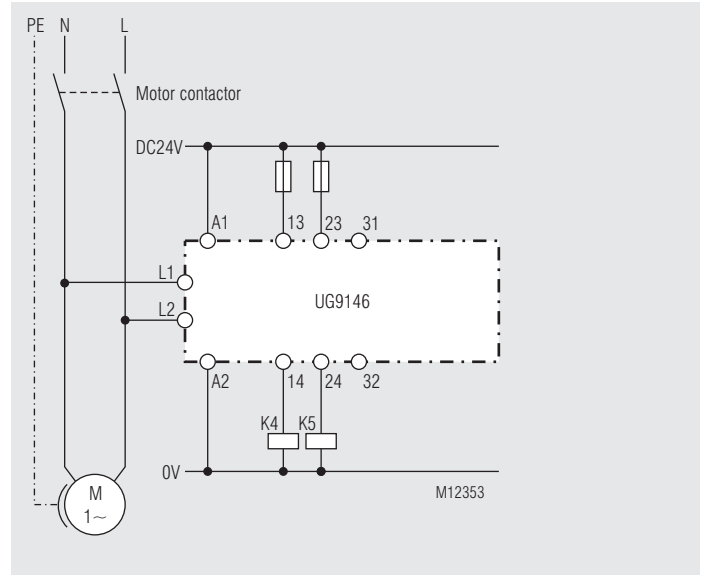 PE N L
Motor contactor
DC24V
A1 13 23 31
L1
UG9146
L2
A2 14 24 32
K4 K5
0V
M12353
M
1~